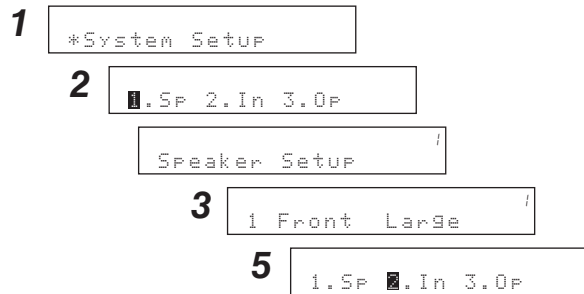 1
*System Setup
2
1.Sp 2.In 3.Op
1
Speaker Setup
3
1
1 Front Large
5
1.Sp 2.In 3.Op